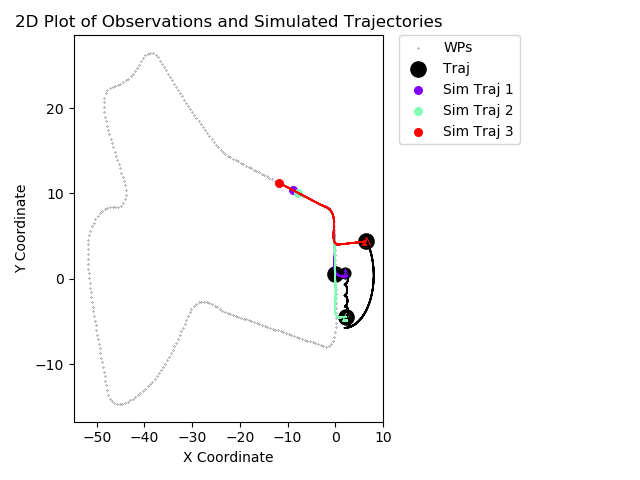 2D Plot of Observations and Simulated Trajectories
WPs
Traj
Sim Traj 1
Sim Traj 2
Sim Traj 3
20
10
0
−10
Y Coordinate
−50 −40 −30 −20 −10 0 10
X Coordinate